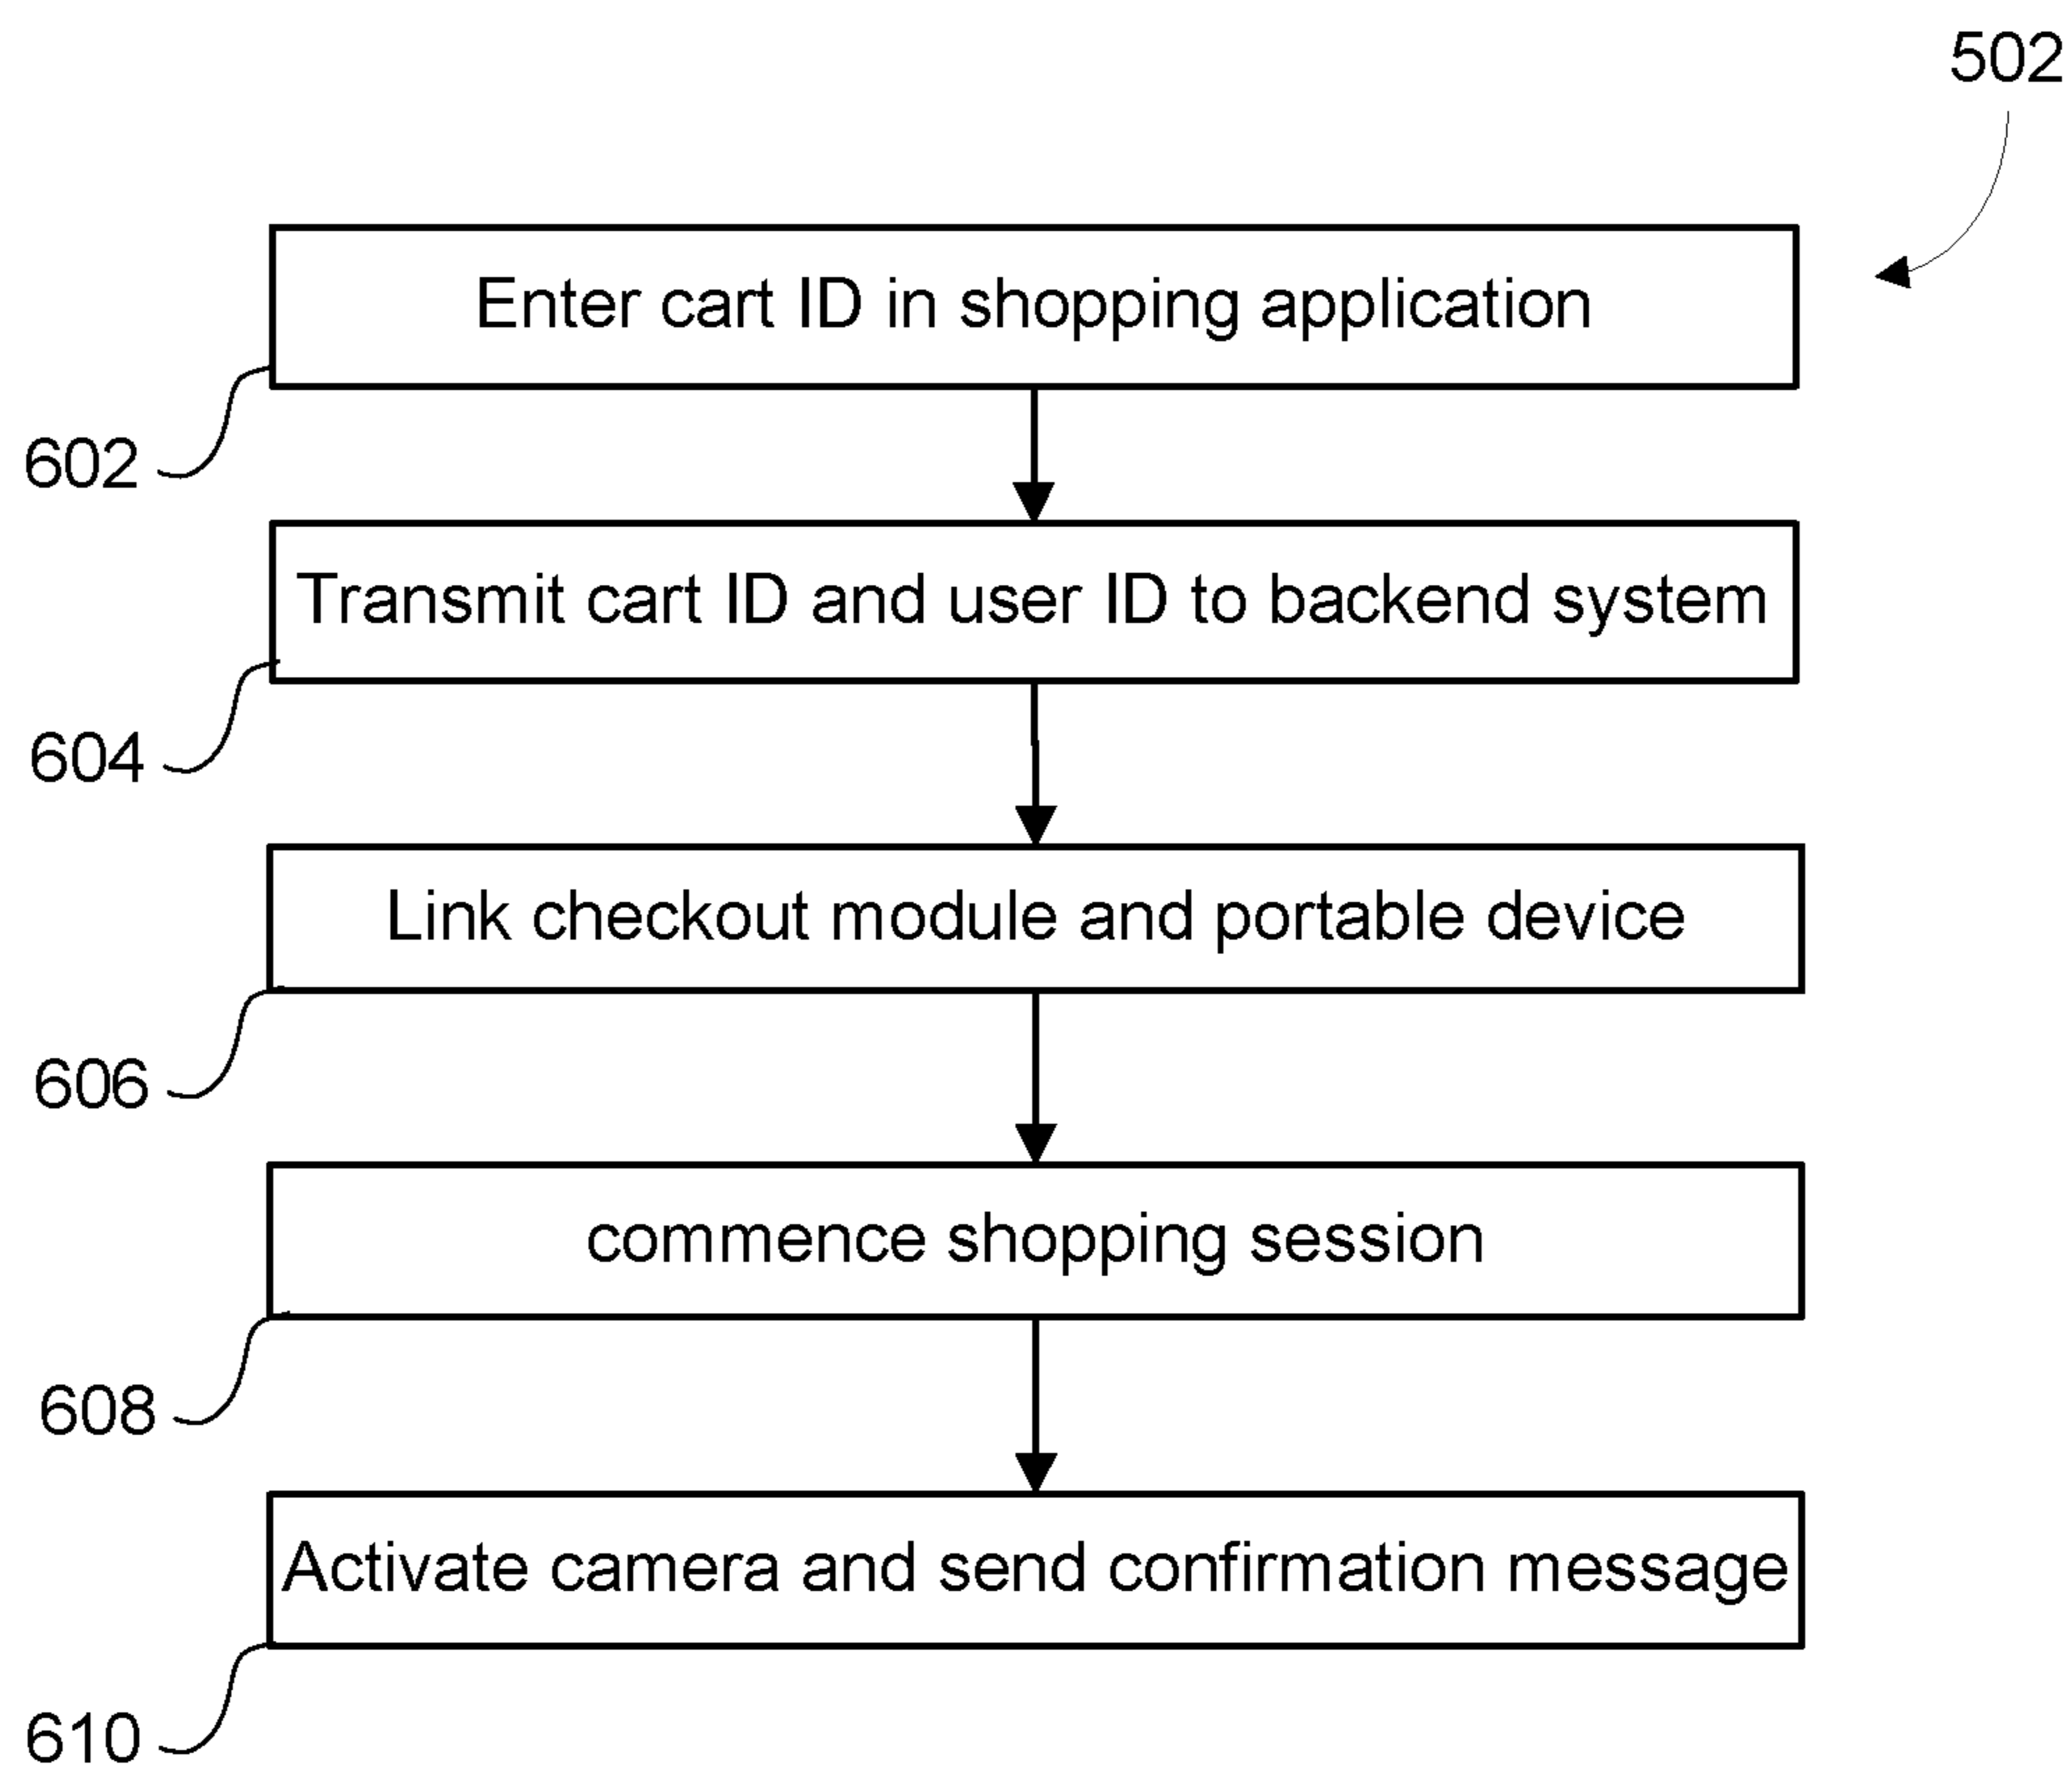 502
Enter cart ID in shopping application
602
Transmit cart ID and user ID to backend system
604
Link checkout module and portable device
606
commence shopping session
608
Activate camera and send confirmation message
610